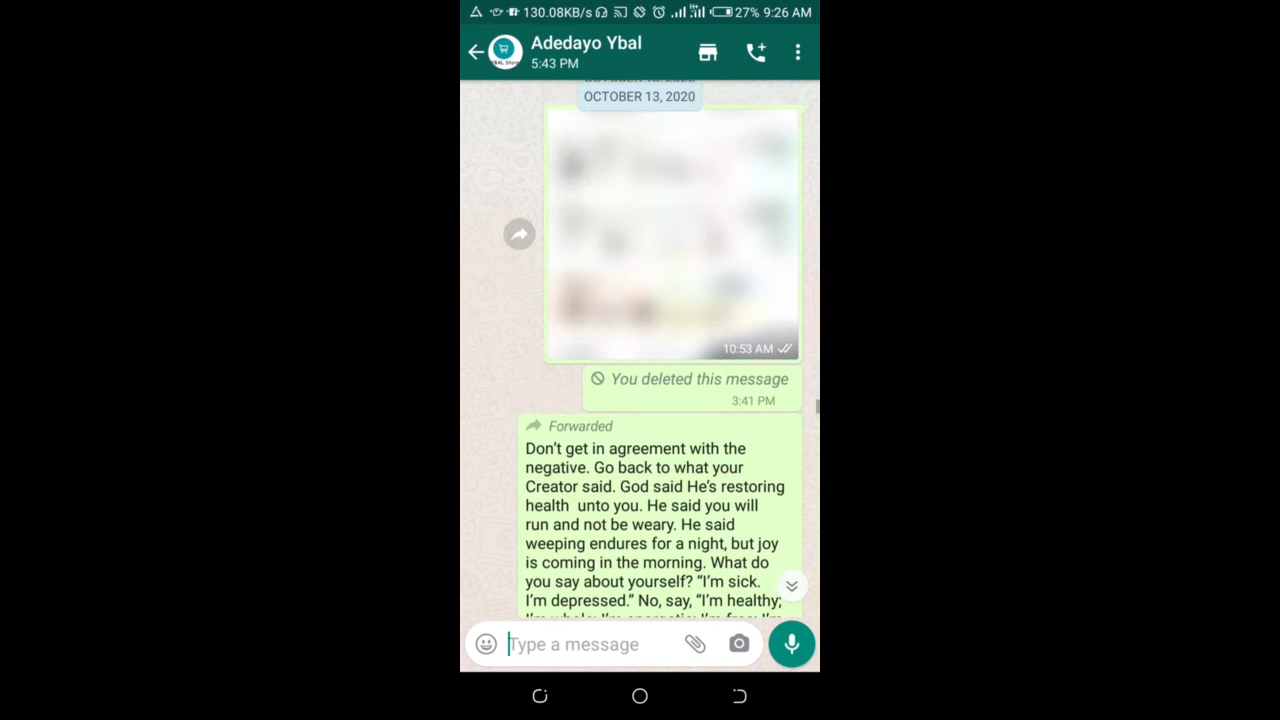 130.08KB/s 27% 9:26 AM
Adedayo Ybal
5:43 PM
OCTOBER 13, 2020
10:53 AM
You deleted this message
3:41 PM
Forwarded
Don't get in agreement with the
negative. Go back to what your
Creator said. God said He's restoring
health  unto you. He said you will
run and not be weary. He said
weeping endures for a night, but joy
is coming in the morning. What do
you say about yourself? “I'm sick.
I'm depressed.” No, say, “I'm healthy;
Type a message